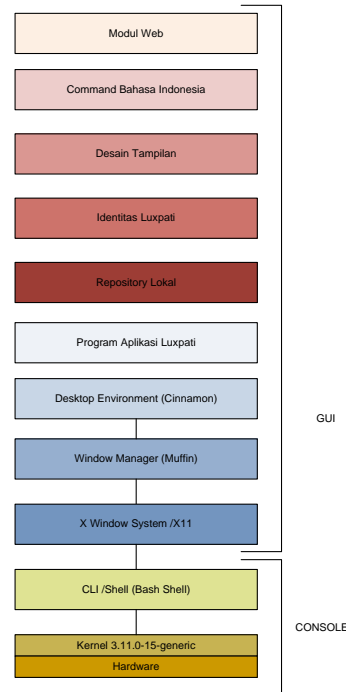 Modul Web
Command Bahasa Indonesia
Desain Tampilan
Identitas Luxpati
Repository Lokal
Program Aplikasi Luxpati
Desktop Environment (Cinnamon)
GUI
Window Manager (Muffin)
X Window System /X11
CLI /Shell (Bash Shell)
CONSOLE
Kernel 3.11.0-15-generic
Hardware